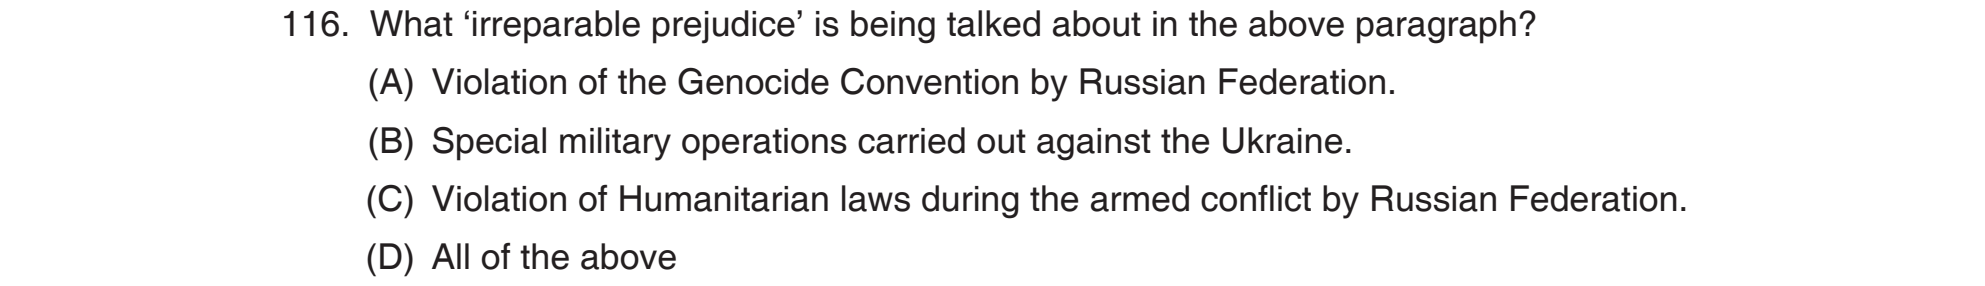 116. What ‘irreparable prejudice’ is being talked about in the above paragraph?
(A) Violation of the Genocide Convention by Russian Federation.
(B) Special military operations carried out against the Ukraine.
(C) Violation of Humanitarian laws during the armed conflict by Russian Federation.
(D) All of the above